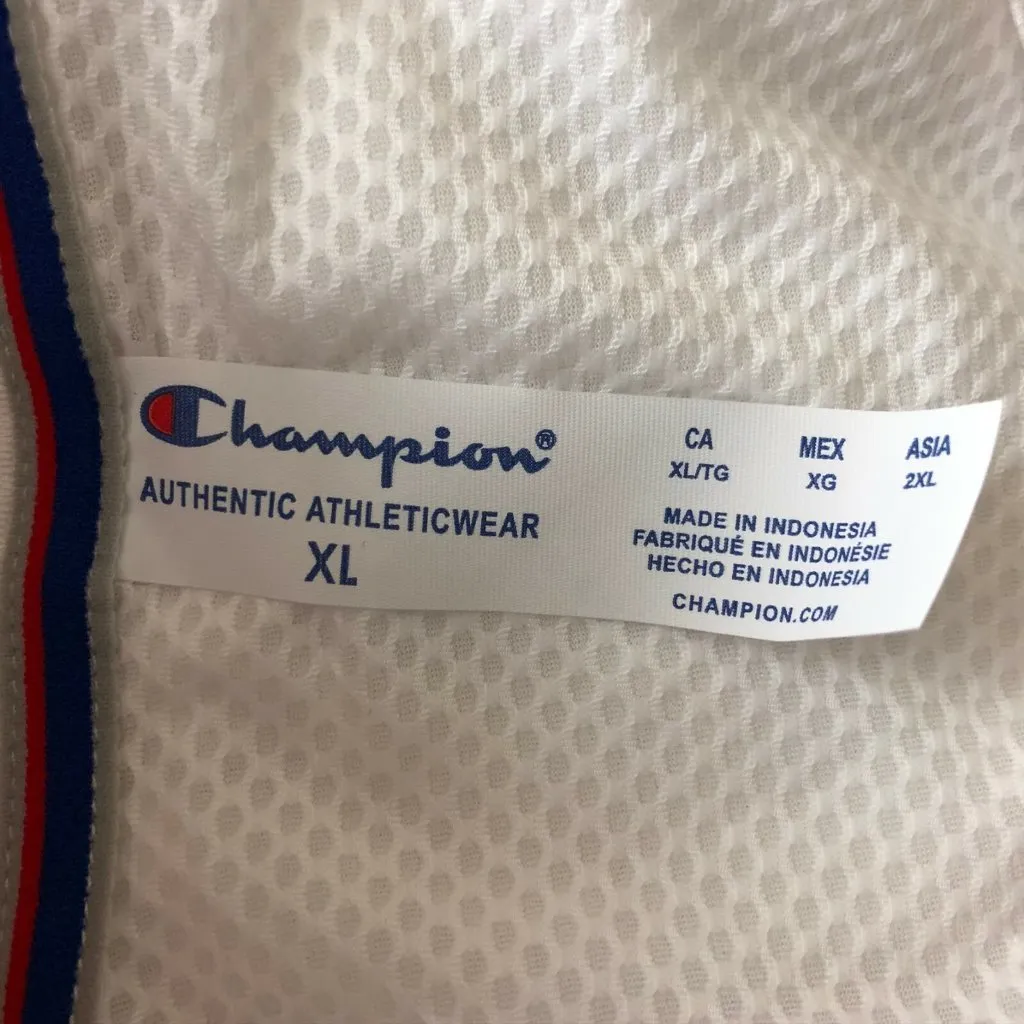 Champion®
AUTHENTIC ATHLETICWEAR
XL
CA MEX ASIA
XL/TG XG 2XL
MADE IN INDONESIA
FABRIQUÉ EN INDONÉSIE
HECHO EN INDONESIA
CHAMPION.COM